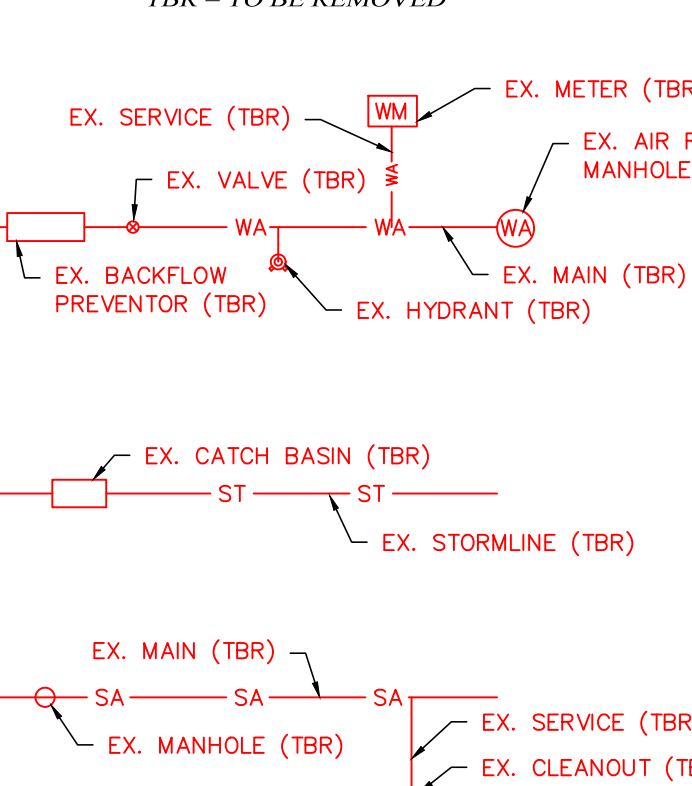 TBR = TO BE REMOVED
EX. METER (TBR
EX. SERVICE (TBR)
WM
EX. AIR
MANHOLE
EX. VALVE (TBR)
WA
WA
WA
WA
EX. BACKFLOW
PREVENTOR (TBR)
EX. MAIN (TBR)
EX. HYDRANT (TBR)
EX. CATCH BASIN (TBR)
ST
ST
EX. STORMLINE (TBR)
EX. MAIN (TBR)
SA
SA
SA
EX. SERVICE (TBR
EX. MANHOLE (TBR)
EX. CLEANOUT